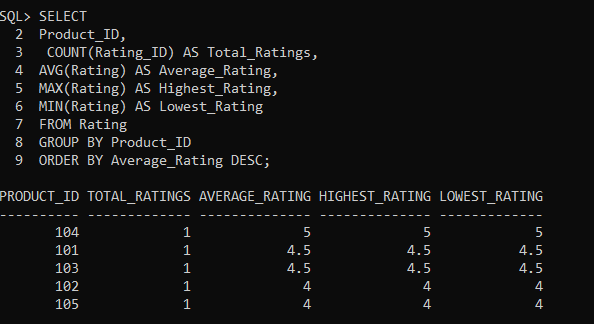 SQL> SELECT
  2  Product_ID,
  3   COUNT(Rating_ID) AS Total_Ratings,
  4  AVG(Rating) AS Average_Rating,
  5  MAX(Rating) AS Highest_Rating,
  6  MIN(Rating) AS Lowest_Rating
  7  FROM Rating
  8  GROUP BY Product_ID
  9  ORDER BY Average_Rating DESC;

PRODUCT_ID TOTAL_RATINGS AVERAGE_RATING HIGHEST_RATING LOWEST_RATING
---------- ------------- -------------- -------------- -------------
       104             1              5              5             5
       101             1            4.5            4.5           4.5
       103             1            4.5            4.5           4.5
       102             1              4              4             4
       105             1              4              4             4